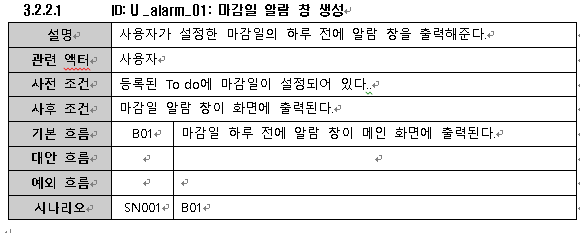 3.2.2.1 ID: U_alarm_01: 마감일 알람 창 생성
설명 사용자가 설정한 마감일의 하루 전에 알람 창을 출력해준다.
관련 액터 사용자
사전 조건 등록된 To do에 마감일이 설정되어 있다..
사후 조건 마감일 알람 창이 화면에 출력된다.
기본 흐름 B01 마감일 하루 전에 알람 창이 메인 화면에 출력된다.
대안 흐름
예외 흐름
시나리오 SN001 B01